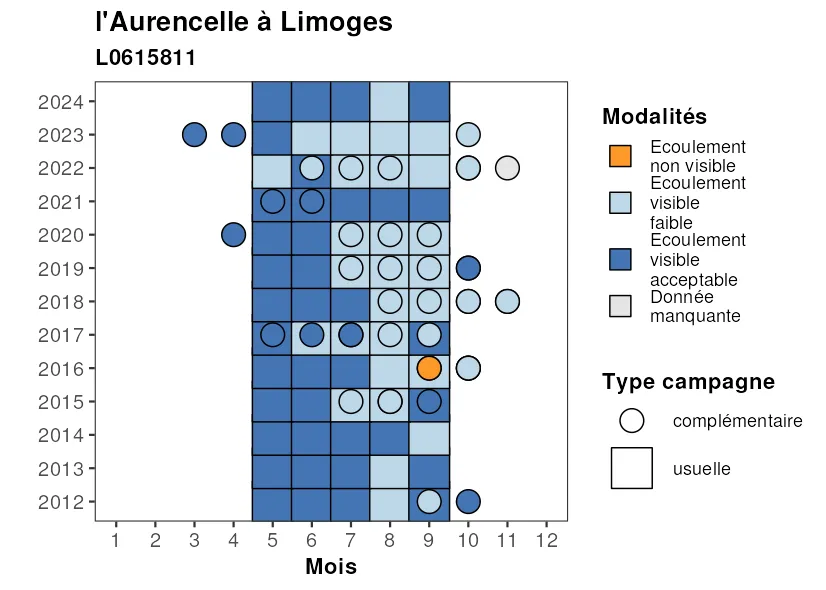 l'Aurencelle à Limoges
L0615811
2024
2023
2022
2021
2020
2019
2018
2017
2016
2015
2014
2013
2012
1 2 3 4 5 6 7 8 9 10 11 12
Mois
Modalités
Ecoulement
non visible
Ecoulement
visible
faible
Ecoulement
visible
acceptable
Donnée
manquante
Type campagne
complémentaire
usuelle